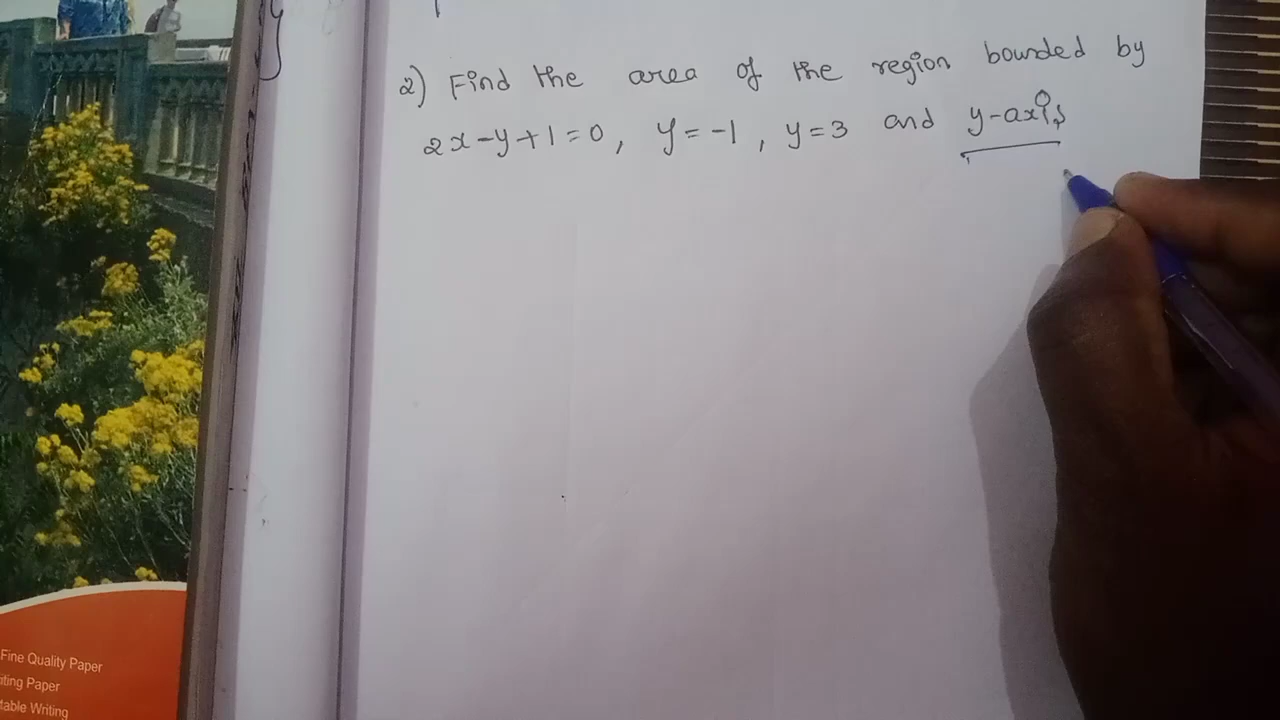 2) Find the area of the region bounded by
2x-y+1=0, y=-1, y=3 and y-axis
Fine Quality Paper
iting Paper
table Writing